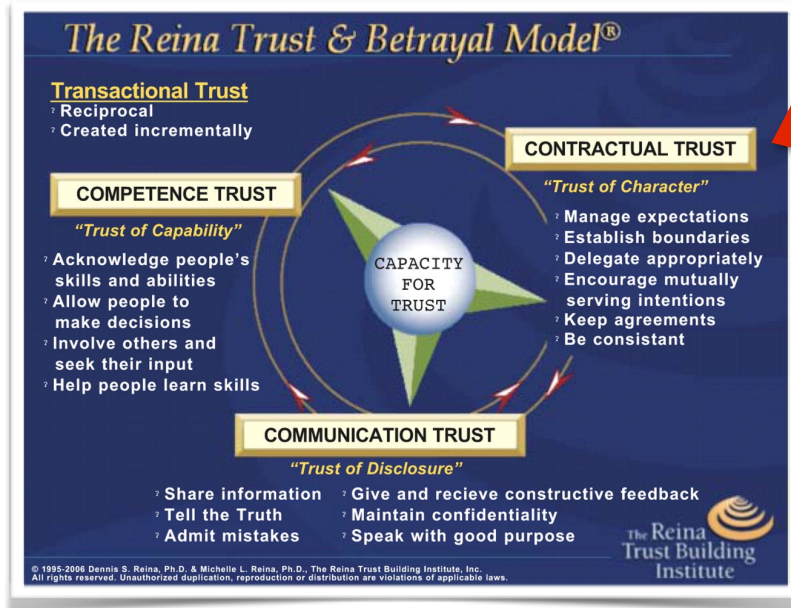 The Reina Trust & Betrayal Model®
Transactional Trust
? Reciprocal
? Created incrementally
CONTRACTUAL TRUST
"Trust of Character"
? Manage expectations
? Establish boundaries
? Delegate appropriately
? Encourage mutually
serving intentions
? Keep agreements
? Be consistant
COMPETENCE TRUST
"Trust of Capability"
? Acknowledge people's
skills and abilities
? Allow people to
make decisions
? Involve others and
seek their input
? Help people learn skills
CAPACITY
FOR
TRUST
COMMUNICATION TRUST
"Trust of Disclosure"
? Share information
? Tell the Truth
? Admit mistakes
? Give and recieve constructive feedback
? Maintain confidentiality
? Speak with good purpose
The Reina
Trust Building
Institute
© 1995-2006 Dennis S. Reina, Ph.D. & Michelle L. Reina, Ph.D., The Reina Trust Building Institute, Inc.
All rights reserved. Unauthorized duplication, reproduction or distribution are violations of applicable laws.